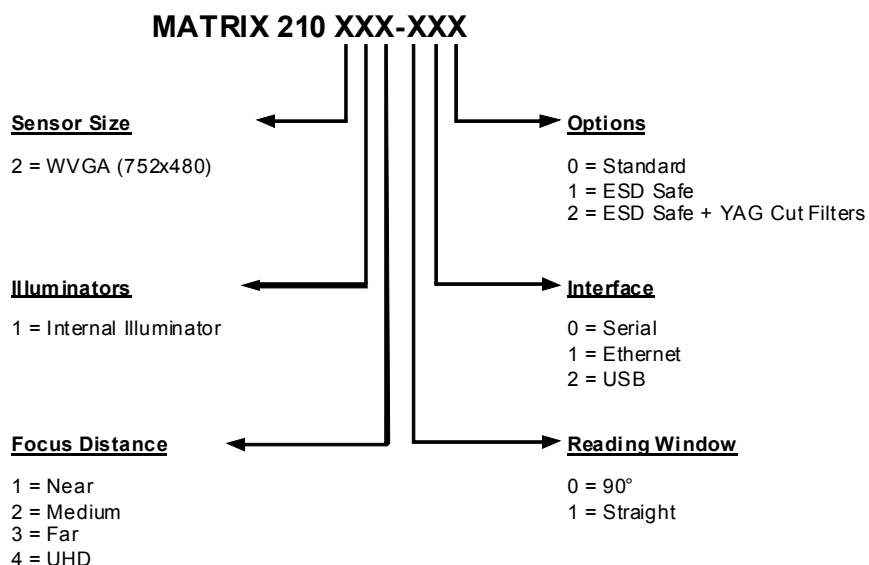 MATRIX 210 XXX-XXX
Sensor Size
2 = WVGA (752x480)
Illuminators
1 = Internal Illuminator
Focus Distance
1 = Near
2 = Medium
3 = Far
4 = UHD
Options
0 = Standard
1 = ESD Safe
2 = ESD Safe + YAG Cut Filters
Interface
0 = Serial
1 = Ethernet
2 = USB
Reading Window
0 = 90°
1 = Straight